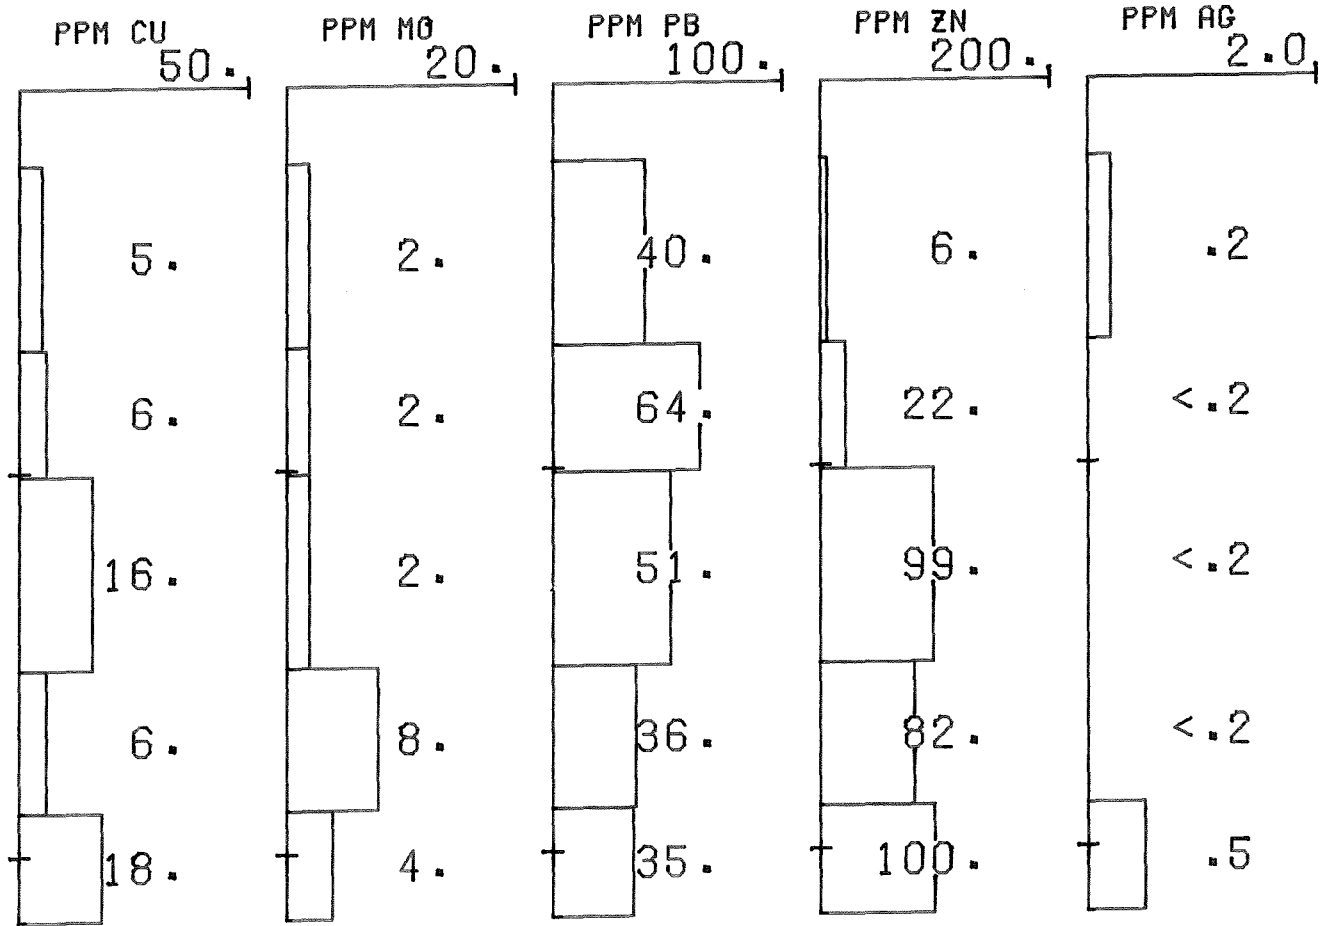 PPM CU PPM MO PPM PB PPM ZN PPM AG
50. 20. 100. 200. 2.0
5. 2. 40. 6. .2
6. 2. 64. 22. <.2
16. 2. 51. 99. <.2
6. 8. 36. 82. <.2
18. 4. 35. 100. .5